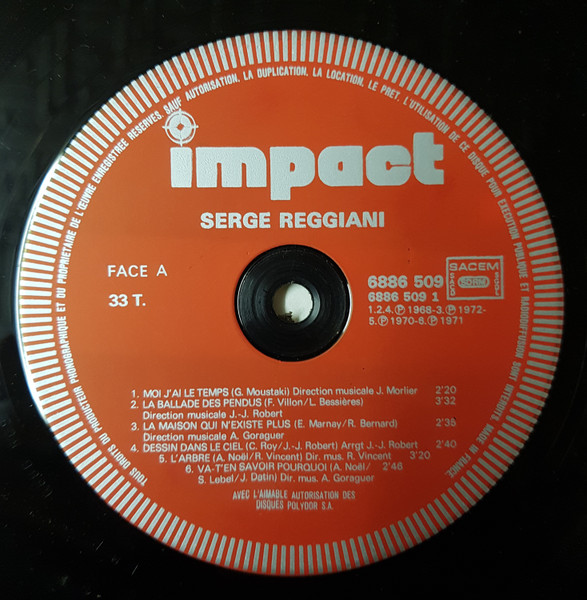 TOUS DROITS DU PRODUCTEUR PHONOGRAPHIQUE ET DU PROPRIETAIRE DE L'ŒUVRE ENREGISTREE RESERVES. SAUF AUTORISATION, LA DUPLICATION, LA LOCATION, LE PRET, L'UTILISATION DE CE DISQUE POUR EXECUTION PUBLIQUE ET RADIODIFFUSION SONT INTERDITS. MADE IN FRANCE.
impact
SERGE REGGIANI
FACE A
33 T.
6886 509
6886 509 1
1.2.4.Ⓟ 1968-3.Ⓟ 1972-
5.Ⓟ 1970-6.Ⓟ 1971
SACEM
1. MOI J'AI LE TEMPS (G. Moustaki) Direction musicale J. Morlier 2'20
2. LA BALLADE DES PENDUS (F. Villon/L. Bessières) 3'32
Direction musicale J.-J. Robert
3. LA MAISON QUI N'EXISTE PLUS (E. Marnay/R. Bernard) 2'35
Direction musicale A. Goraguer
4. DESSIN DANS LE CIEL (C. Roy/J.-J. Robert) Arrgt J.-J. Robert 2'40
5. L'ARBRE (A. Noël/R. Vincent) Dir. mus. R. Vincent 3'20
6. VA-T'EN SAVOIR POURQUOI (A. Noël/ 2'46
S. Lebel/J. Datin) Dir. mus. A. Goraguer
AVEC L'AIMABLE AUTORISATION DES
DISQUES POLYDOR S.A.